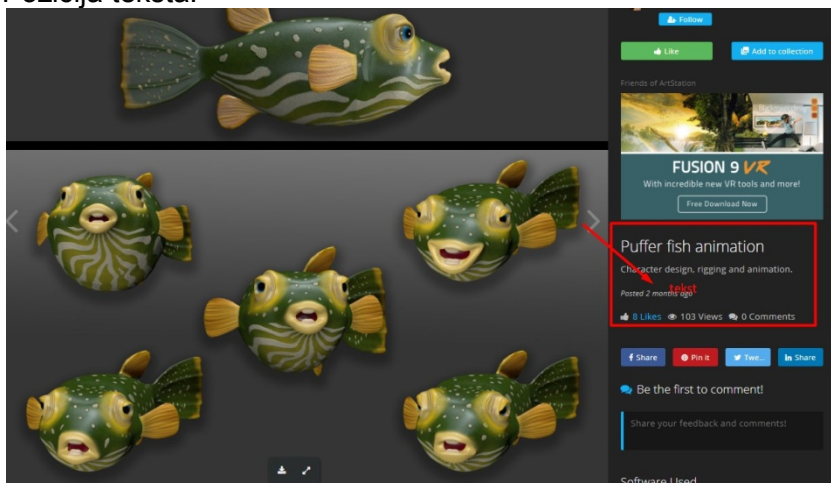 Pozicija teksta:
Follow
Like
Add to collection
Friends of ArtStation
FUSION 9 VR
With incredible new VR tools and more!
Free Download Now
Puffer fish animation
Character design, rigging and animation.
tekst
Posted 2 months ago
8 Likes 103 Views 0 Comments
Share Pin it Twe... Share
Be the first to comment!
Share your feedback and comments!
Software Used